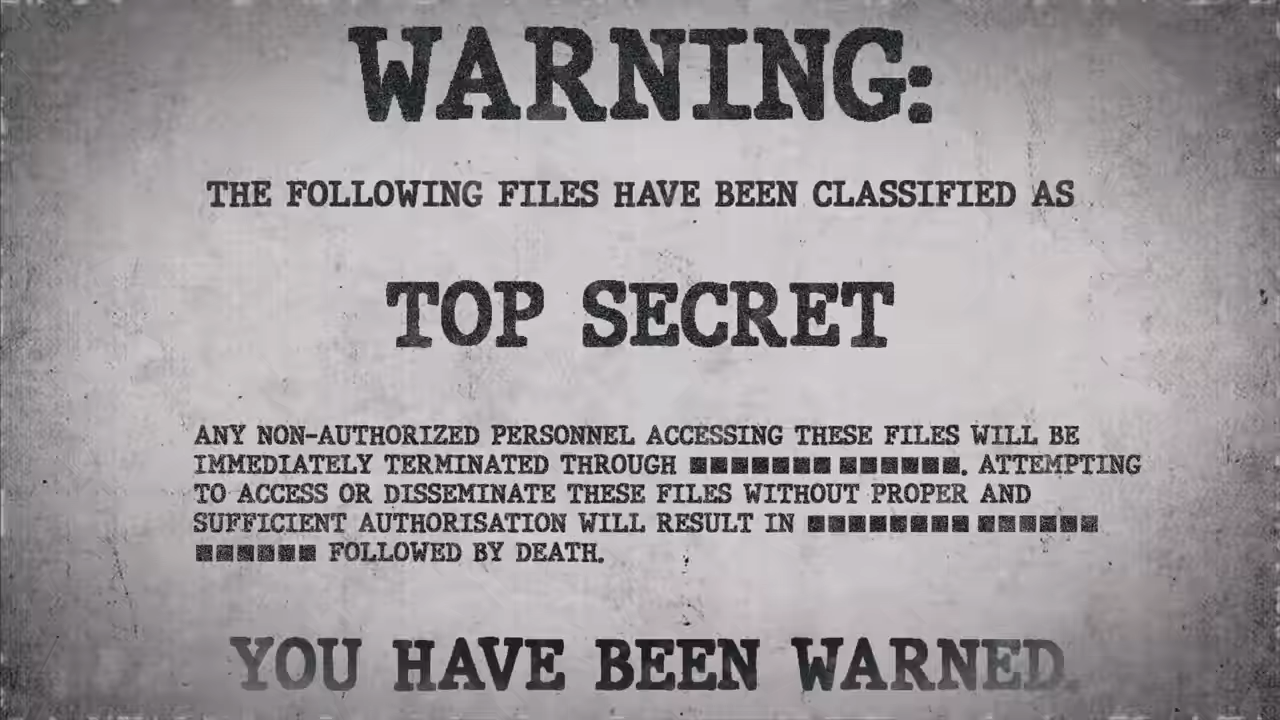 WARNING:
THE FOLLOWING FILES HAVE BEEN CLASSIFIED AS
TOP SECRET
ANY NON-AUTHORIZED PERSONNEL ACCESSING THESE FILES WILL BE
IMMEDIATELY TERMINATED THROUGH ■■■■■■■ ■■■■■■. ATTEMPTING
TO ACCESS OR DISSEMINATE THESE FILES WITHOUT PROPER AND
SUFFICIENT AUTHORISATION WILL RESULT IN ■■■■■■■■ ■■■■■■
■■■■■■ FOLLOWED BY DEATH.
YOU HAVE BEEN WARNED.